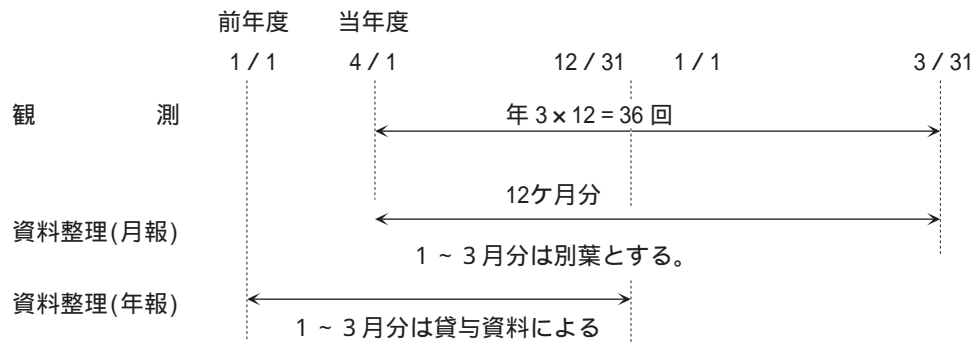 前年度 当年度
1 / 1 4 / 1 12 / 31 1 / 1 3 / 31
観 測 年 3 × 12 = 36 回
12ケ月分
資料整理(月報)
1 ~ 3 月分は別葉とする。
資料整理(年報)
1 ~ 3 月分は貸与資料による